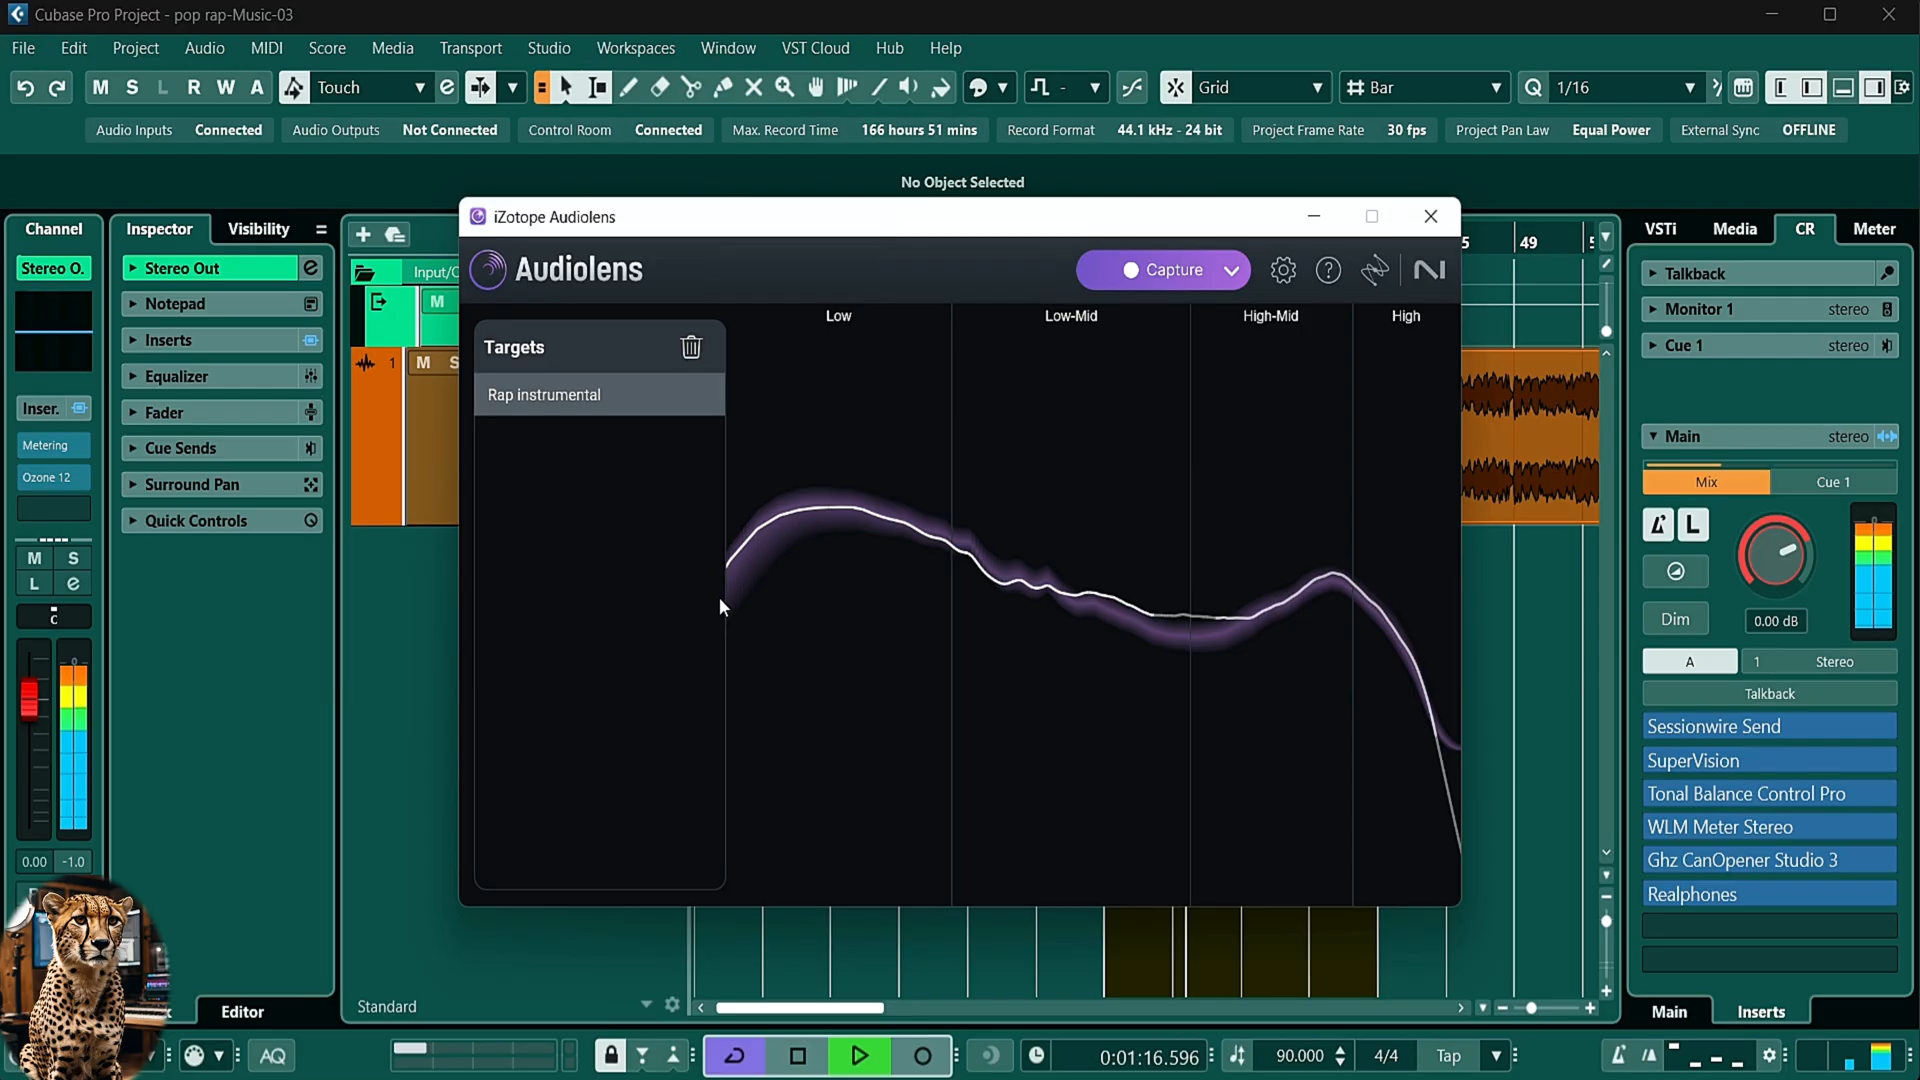 Cubase Pro Project - pop rap-Music-03
File Edit Project Audio MIDI Score Media Transport Studio Workspaces Window VST Cloud Hub Help
M S L R W A Touch Grid Bar Q 1/16
Audio Inputs Connected Audio Outputs Not Connected Control Room Connected Max. Record Time 166 hours 51 mins Record Format 44.1 kHz - 24 bit Project Frame Rate 30 fps Project Pan Law Equal Power External Sync OFFLINE
No Object Selected
Channel
Stereo O.
Inser.
Metering
Ozone 12
M S
L e
C
0
0.00 -1.0
Inspector Visibility
Stereo Out
Notepad
Inserts
Equalizer
Fader
Cue Sends
Surround Pan
Quick Controls
Editor
Input/
M
1 M S
Standard
iZotope Audiolens
Audiolens
Capture
Low Low-Mid High-Mid High
Targets
Rap instrumental
5 49
VSTi Media CR Meter
Talkback
Monitor 1 stereo
Cue 1 stereo
Main stereo
Mix Cue 1
L
0
Dim 0.00 dB
A 1 Stereo
Talkback
Sessionwire Send
SuperVision
Tonal Balance Control Pro
WLM Meter Stereo
Ghz CanOpener Studio 3
Realphones
Main Inserts
AQ 0:01:16.596 90.000 4/4 Tap